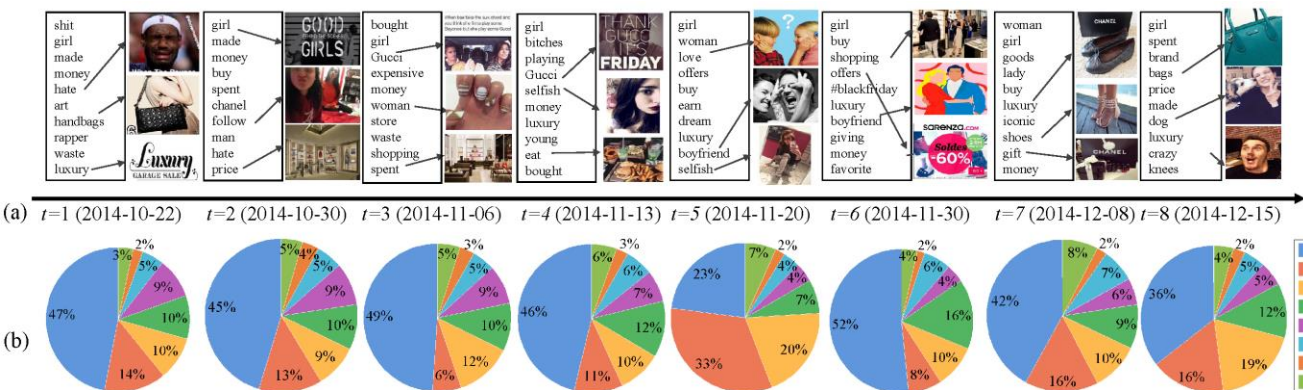 shit
girl
made
money
hate
art
handbags
rapper
waste
luxury
Luxury
GARAGE SALE
girl
made
money
buy
spent
chanel
follow
man
hate
price
GOOD
GIRLS
bought
girl
Gucci
expensive
money
woman
store
waste
shopping
spent
girl
bitches
playing
Gucci
selfish
money
luxury
young
eat
bought
THANK
GUCCI
IT'S
FRIDAY
girl
woman
love
offers
buy
earn
dream
luxury
boyfriend
selfish
?
girl
buy
shopping
offers
#blackfriday
luxury
boyfriend
giving
money
favorite
SARENZA.COM
Soldes
-60%
woman
girl
goods
lady
buy
luxury
iconic
shoes
gift
money
CHANEL
CHANEL
girl
spent
brand
bags
price
made
dog
luxury
crazy
knees
(a)
t=1 (2014-10-22)
t=2 (2014-10-30)
t=3 (2014-11-06)
t=4 (2014-11-13)
t=5 (2014-11-20)
t=6 (2014-11-30)
t=7 (2014-12-08)
t=8 (2014-12-15)
(b)
3%
2%
5%
9%
10%
10%
14%
47%
5%
4%
5%
9%
10%
9%
13%
45%
5%
3%
5%
9%
10%
12%
6%
49%
6%
3%
6%
7%
12%
10%
11%
46%
7%
2%
4%
4%
7%
20%
33%
23%
4%
2%
6%
4%
16%
10%
8%
52%
8%
2%
7%
6%
9%
10%
16%
42%
4%
2%
5%
5%
12%
19%
16%
36%